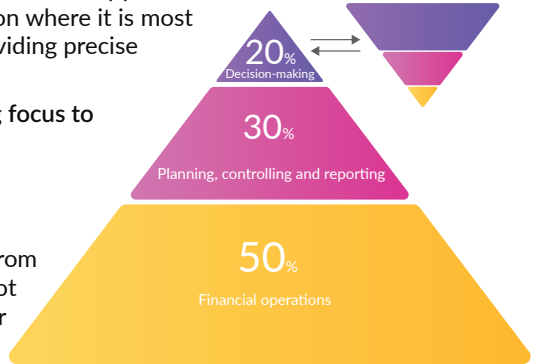 on where it is most
viding precise
focus to
rom
ot
r
20%
Decision-making
30%
Planning, controlling and reporting
50%
Financial operations